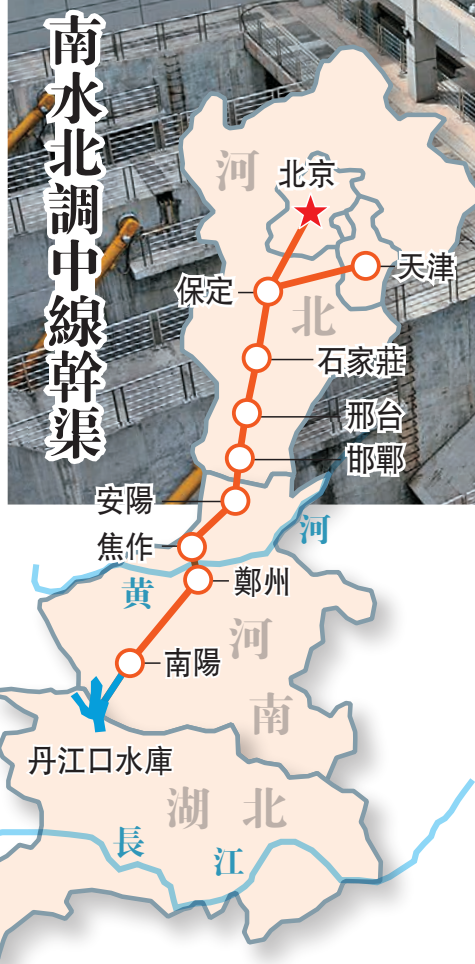 南水北調中線幹渠
河北
北京
天津
保定
石家莊
邢台
邯鄲
安陽
焦作
黄河
鄭州
河南
南陽
丹江口水庫
湖北
長江